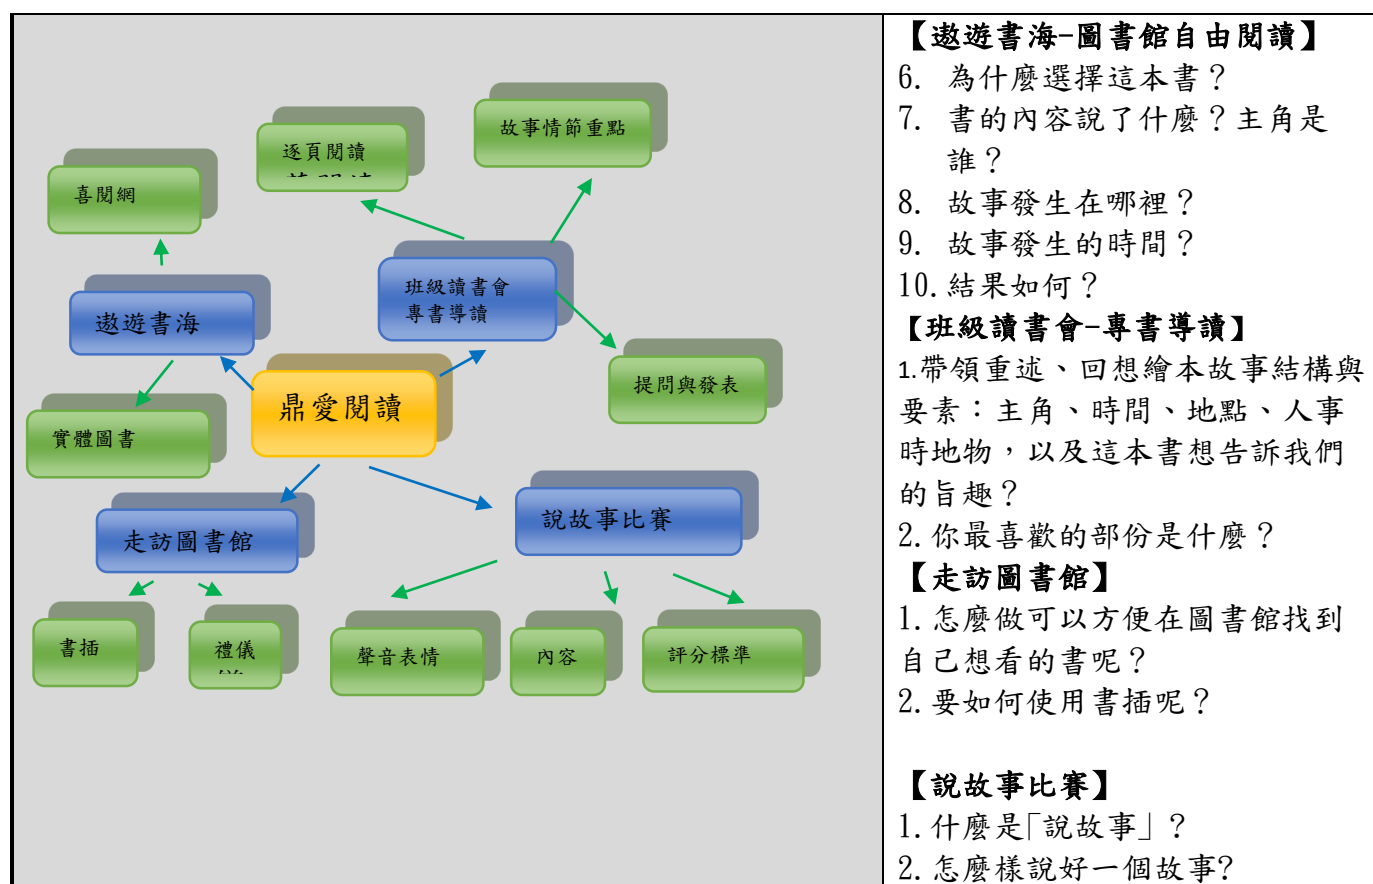 喜閱網
逐頁閱讀
故事情節重點
遨遊書海
班級讀書會
專書導讀
鼎愛閱讀
提問與發表
實體圖書
走訪圖書館
說故事比賽
書插
禮儀
聲音表情
內容
評分標準
【遨遊書海-圖書館自由閱讀】
6. 為什麼選擇這本書？
7. 書的內容說了什麼？主角是
誰？
8. 故事發生在哪裡？
9. 故事發生的時間？
10.結果如何？
【班級讀書會-專書導讀】
1.帶領重述、回想繪本故事結構與
要素：主角、時間、地點、人事
時地物，以及這本書想告訴我們
的旨趣？
2.你最喜歡的部份是什麼？
【走訪圖書館】
1.怎麼做可以方便在圖書館找到
自己想看的書呢？
2.要如何使用書插呢？
【說故事比賽】
1.什麼是「說故事」？
2.怎麼樣說好一個故事?